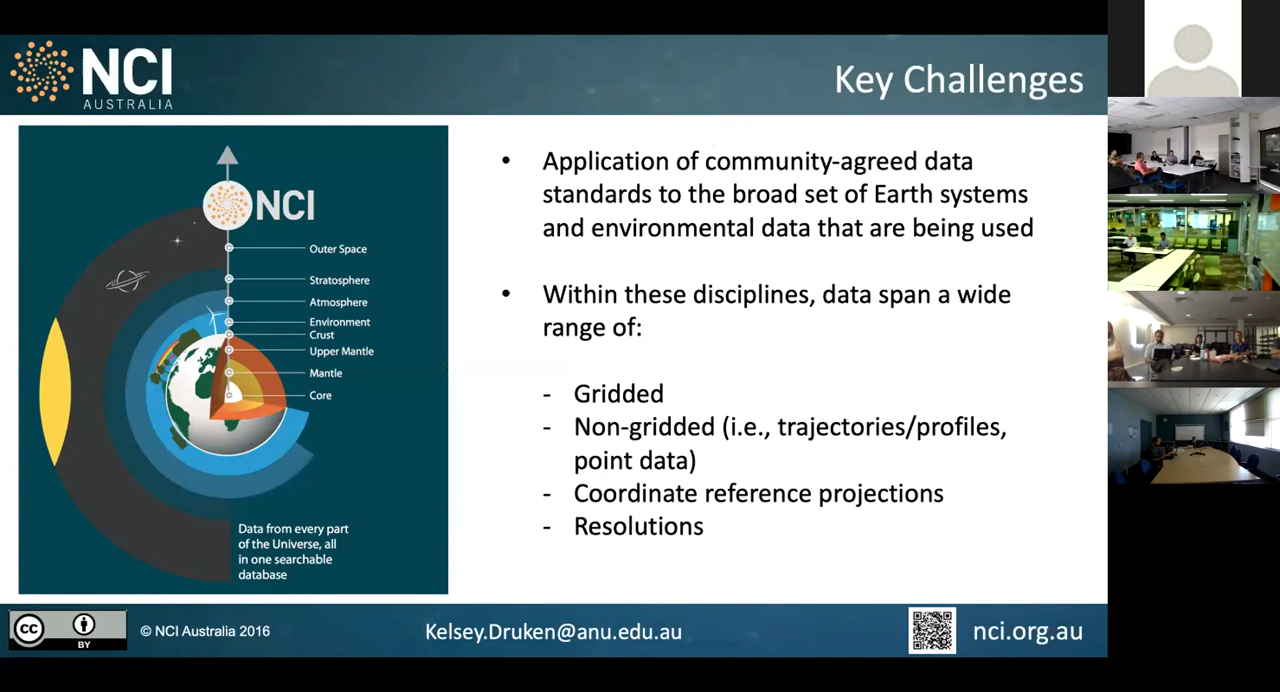 NCI
AUSTRALIA
Key Challenges
NCI
Outer Space
Stratosphere
Atmosphere
Environment
Crust
Upper Mantle
Mantle
Core
Data from every part
of the Universe, all
in one searchable
database
• Application of community-agreed data
standards to the broad set of Earth systems
and environmental data that are being used
• Within these disciplines, data span a wide
range of:
- Gridded
- Non-gridded (i.e., trajectories/profiles,
point data)
- Coordinate reference projections
- Resolutions
cc
BY
© NCI Australia 2016
Kelsey.Druken@anu.edu.au
nci.org.au